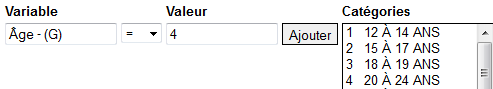 Variable Valeur Catégories
Âge - (G) = 4 Ajouter 1 12 À 14 ANS
2 15 À 17 ANS
3 18 À 19 ANS
4 20 À 24 ANS